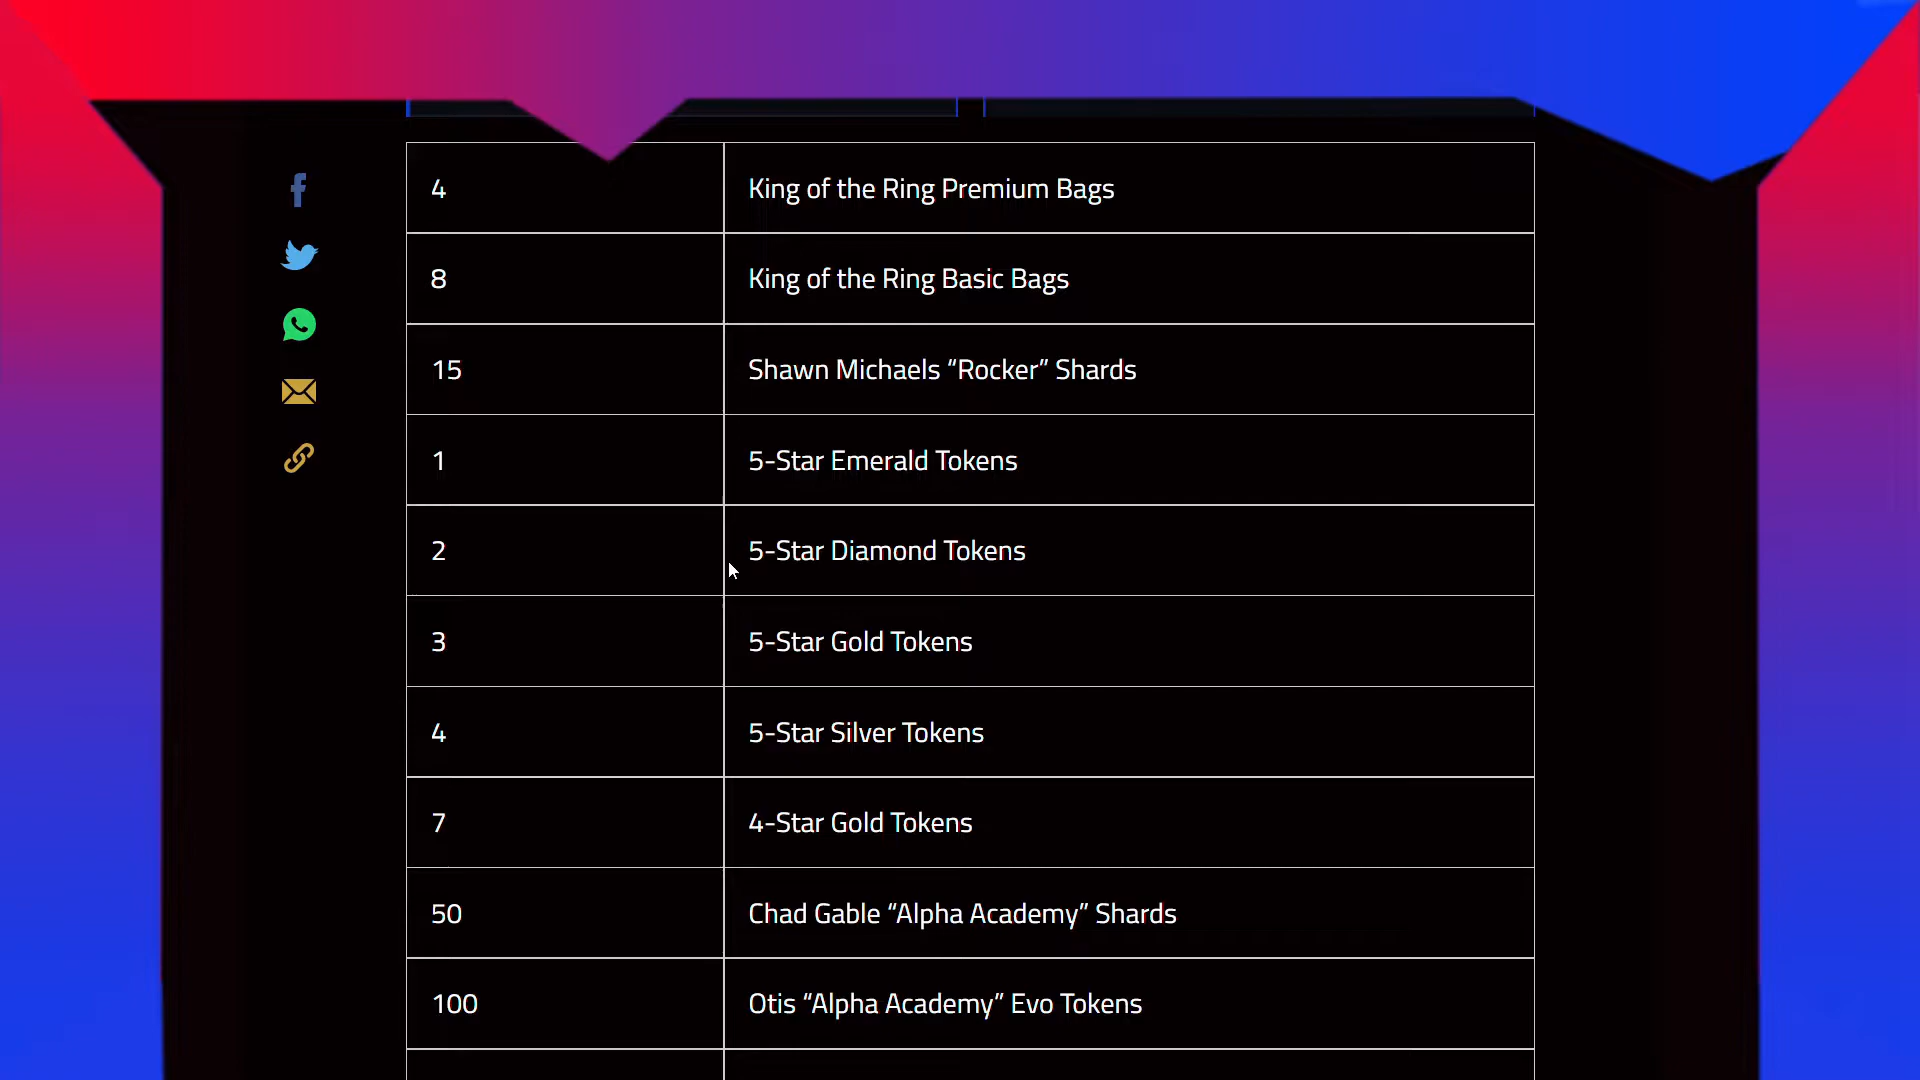 4 King of the Ring Premium Bags
8 King of the Ring Basic Bags
15 Shawn Michaels “Rocker” Shards
1 5-Star Emerald Tokens
2 5-Star Diamond Tokens
3 5-Star Gold Tokens
4 5-Star Silver Tokens
7 4-Star Gold Tokens
50 Chad Gable “Alpha Academy” Shards
100 Otis “Alpha Academy” Evo Tokens